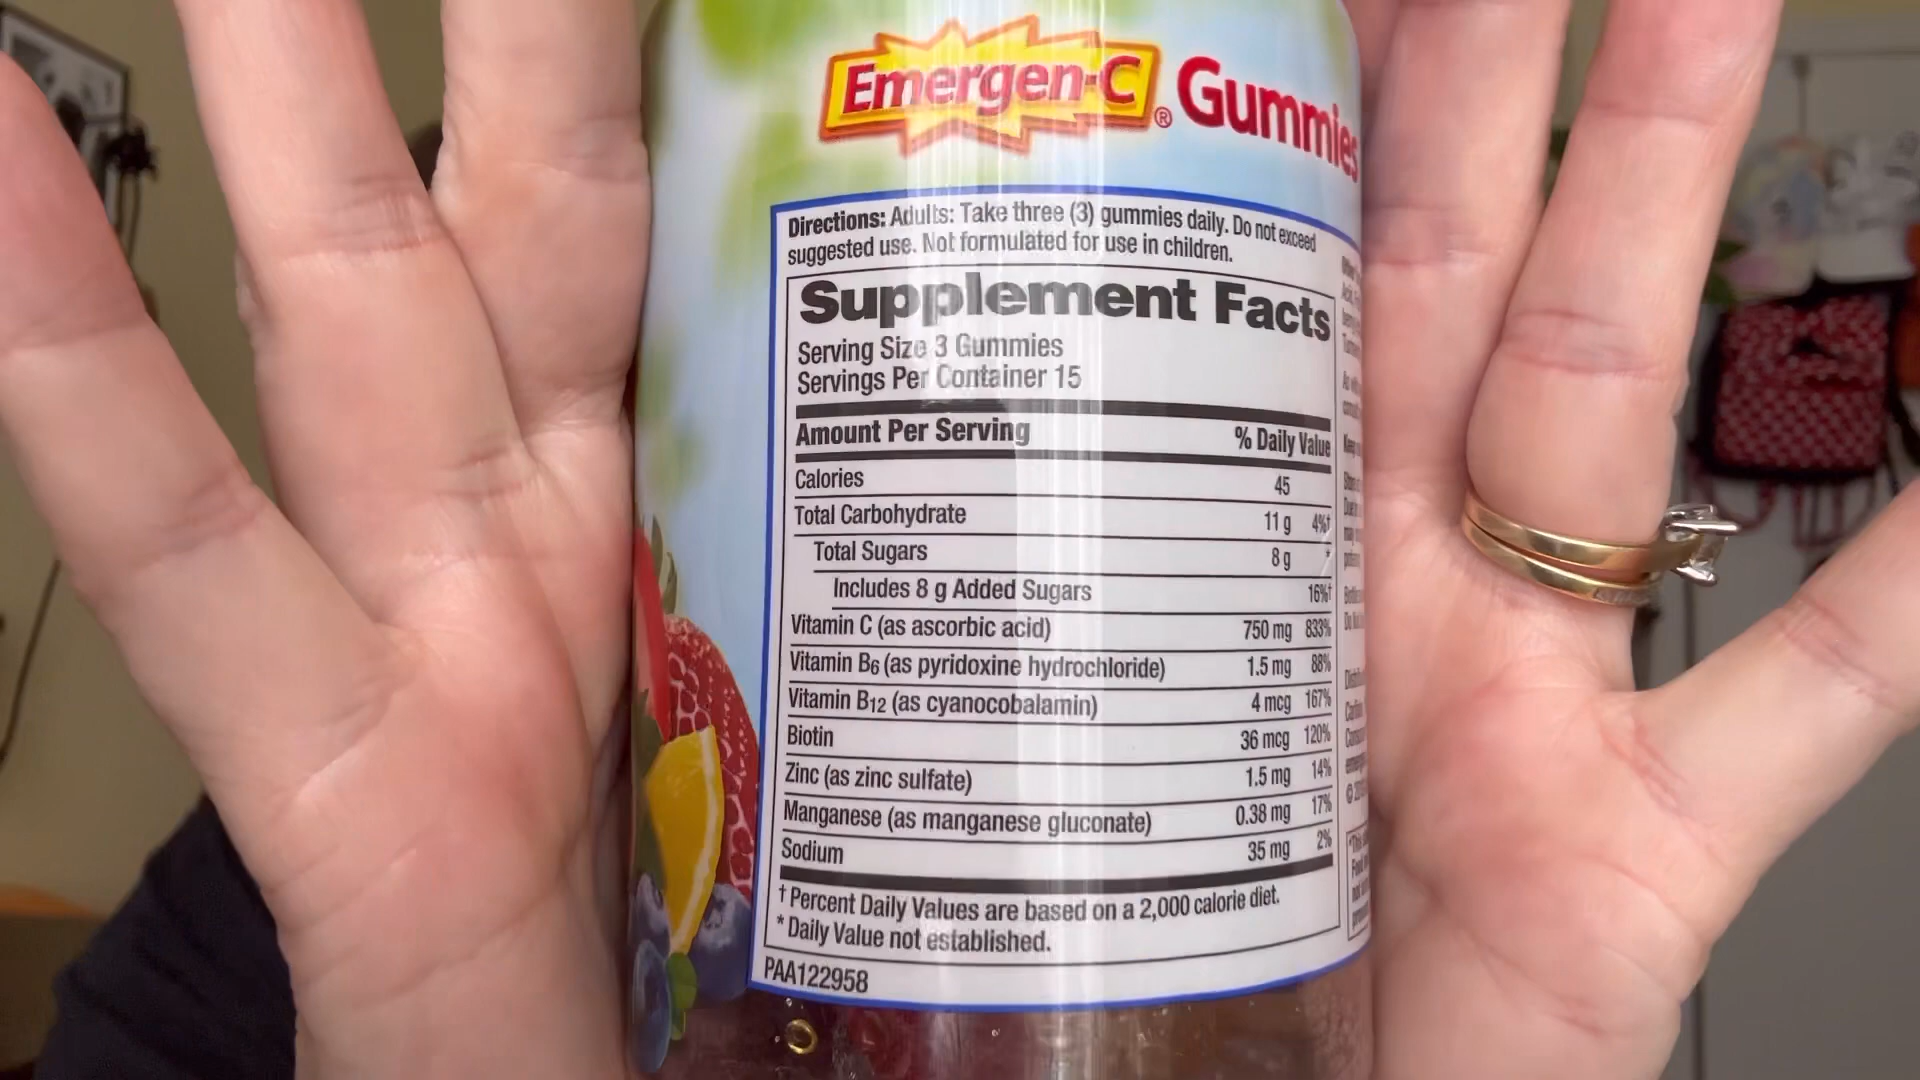 Emergen-C® Gummies
Directions: Adults: Take three (3) gummies daily. Do not exceed
suggested use. Not formulated for use in children.
Supplement Facts
Serving Size 3 Gummies
Servings Per Container 15
Amount Per Serving % Daily Value
Calories 45
Total Carbohydrate 11 g 4%†
Total Sugars 8 g *
Includes 8 g Added Sugars 16%†
Vitamin C (as ascorbic acid) 750 mg 833%
Vitamin B6 (as pyridoxine hydrochloride) 1.5 mg 88%
Vitamin B12 (as cyanocobalamin) 4 mcg 167%
Biotin 36 mcg 120%
Zinc (as zinc sulfate) 1.5 mg 14%
Manganese (as manganese gluconate) 0.38 mg 17%
Sodium 35 mg 2%
† Percent Daily Values are based on a 2,000 calorie diet.
* Daily Value not established.
PAA122958